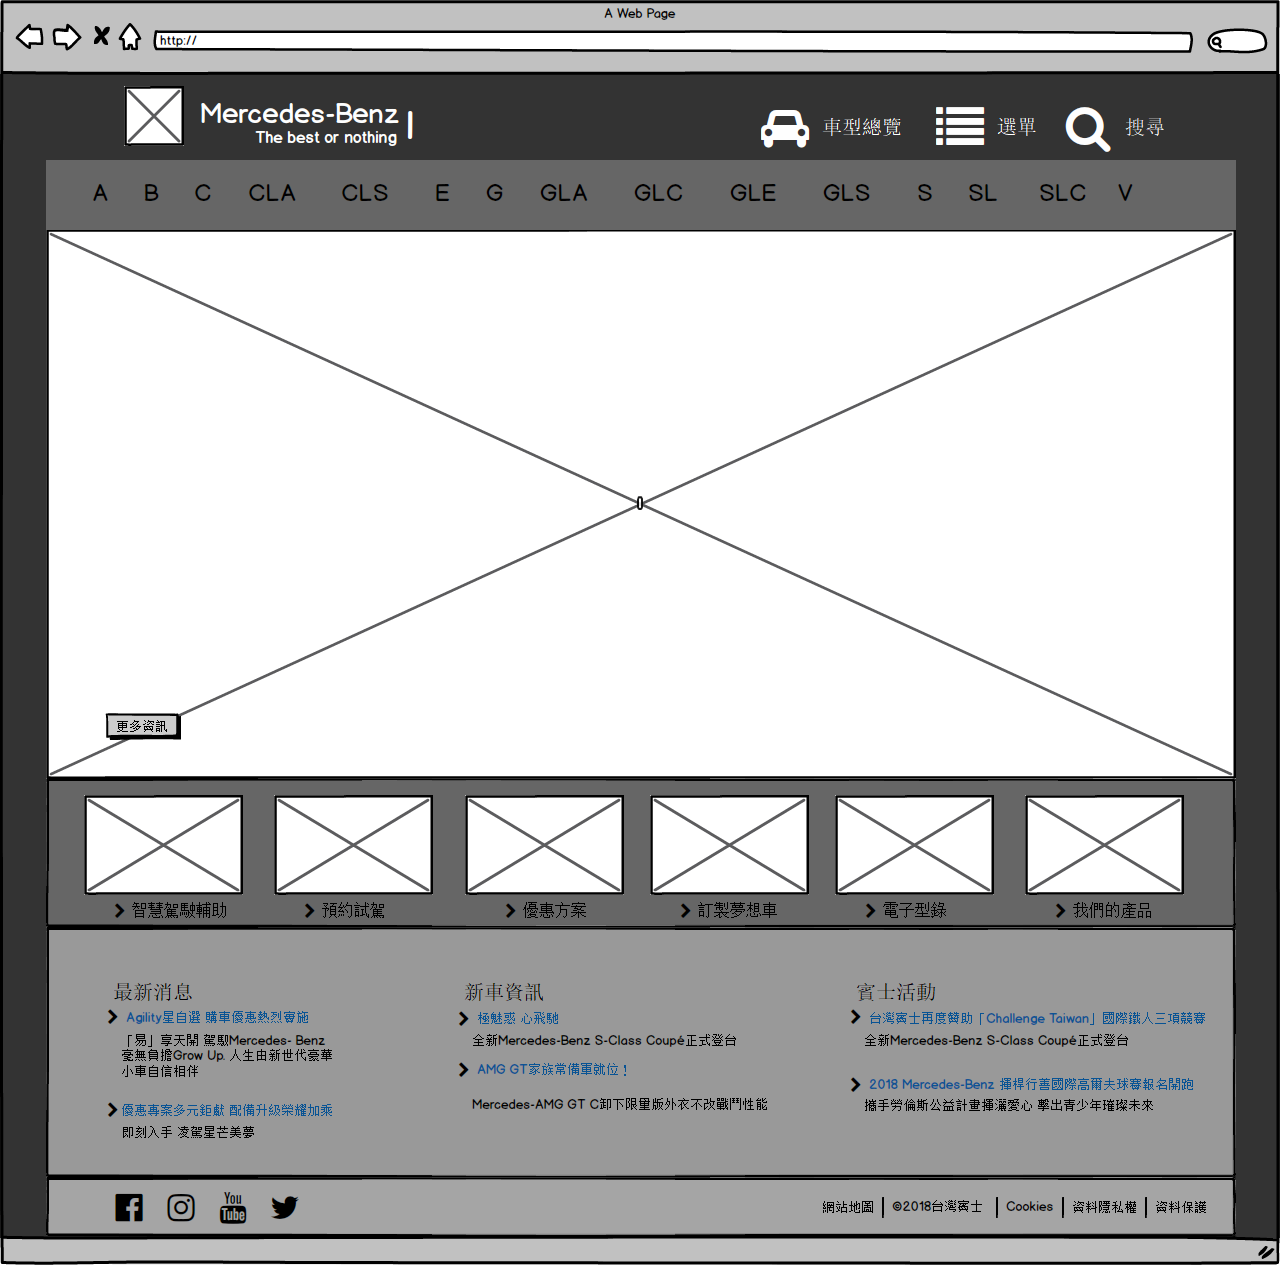 A Web Page
http://
Mercedes-Benz
The best or nothing
車型總覽
選單
搜尋
A B C CLA CLS E G GLA GLC GLE GLS S SL SLC V
更多資訊
智慧駕駛輔助
預約試駕
優惠方案
訂製夢想車
電子型錄
我們的產品
最新消息
Agility星自選 購車優惠熱烈實施
「易」享天開 駕馭Mercedes- Benz
毫無負擔Grow Up. 人生由新世代豪華
小車自信相伴
優惠專案多元鉅獻 配備升級榮耀加乘
即刻入手 凌駕星芒美夢
新車資訊
極魅惑 心飛馳
全新Mercedes-Benz S-Class Coupé正式登台
AMG GT家族常備軍就位！
Mercedes-AMG GT C卸下限量版外衣不改戰鬥性能
賓士活動
台灣賓士再度贊助「Challenge Taiwan」國際鐵人三項競賽
全新Mercedes-Benz S-Class Coupé正式登台
2018 Mercedes-Benz 揮桿行善國際高爾夫球賽報名開跑
攜手勞倫斯公益計畫揮灑愛心 擊出青少年璀璨未來
You
Tube
網站地圖
©2018台灣賓士
Cookies
資料隱私權
資料保護